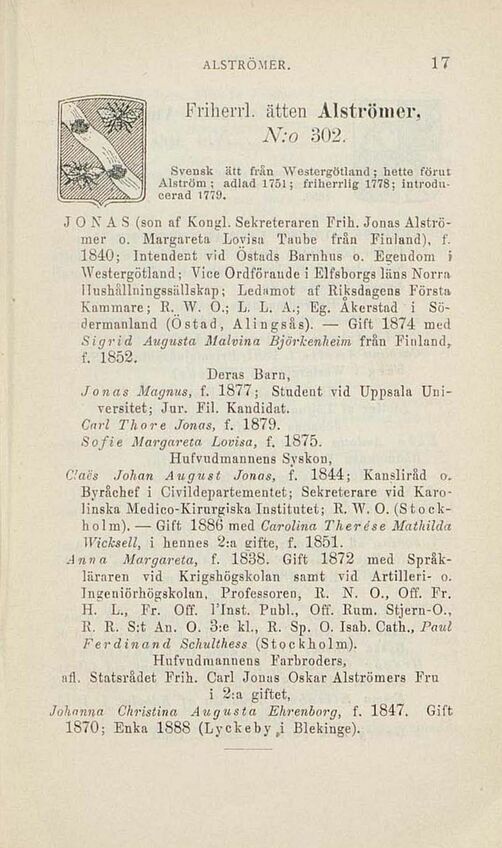 ALSTRÖMER. 17
Friherrl. ätten Alströmer,
N:o 302.
Svensk ätt från Westergötland; hette förut
Alström; adlad 1751; friherrlig 1778; introdu-
cerad 1779.
JONAS (son af Kongl. Sekreteraren Frih. Jonas Alströ-
mer o. Margareta Lovisa Taube från Finland), f.
1840; Intendent vid Östads Barnhus o. Egendom i
Westergötland; Vice Ordförande i Elfsborgs läns Norra
Hushållningssällskap; Ledamot af Riksdagens Första
Kammare; R. W. O.; L. L. A.; Eg. Åkerstad i Sö-
dermanland (Östad, Alingsås). — Gift 1874 med
Sigrid Augusta Malvina Björkenheim från Finland,
f. 1852.
Deras Barn,
Jonas Magnus, f. 1877; Student vid Uppsala Uni-
versitet; Jur. Fil. Kandidat.
Carl Thore Jonas, f. 1879.
Sofie Margareta Lovisa, f. 1875.
Hufvudmannens Syskon,
Claës Johan August Jonas, f. 1844; Kansliråd o.
Byråchef i Civildepartementet; Sekreterare vid Karo-
linska Medico-Kirurgiska Institutet; R. W. O. (Stock-
holm). — Gift 1886 med Carolina Therése Mathilda
Wicksell, i hennes 2:a gifte, f. 1851.
Anna Margareta, f. 1838. Gift 1872 med Språk-
läraren vid Krigshögskolan samt vid Artilleri- o.
Ingeniörhögskolan, Professoren, R. N. O., Off. Fr.
H. L., Fr. Off. l'Inst. Publ., Off. Rum. Stjern-O.,
R. R. S:t An. O. 3:e kl., R. Sp. O. Isab. Cath., Paul
Ferdinand Schulthess (Stockholm).
Hufvudmannens Farbroders,
afl. Statsrådet Frih. Carl Jonas Oskar Alströmers Fru
i 2:a giftet,
Johanna Christina Augusta Ehrenborg, f. 1847. Gift
1870; Enka 1888 (Lyckeby i Blekinge).